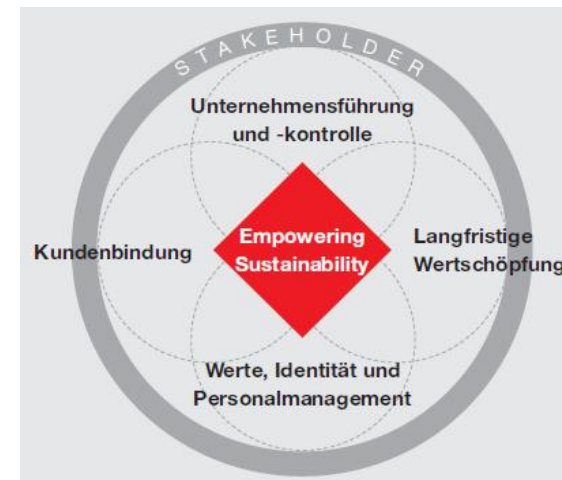 STAKEHOLDER
Unternehmensführung
und -kontrolle
Kundenbindung
Empowering
Sustainability
Langfristige
Wertschöpfung
Werte, Identität und
Personalmanagement